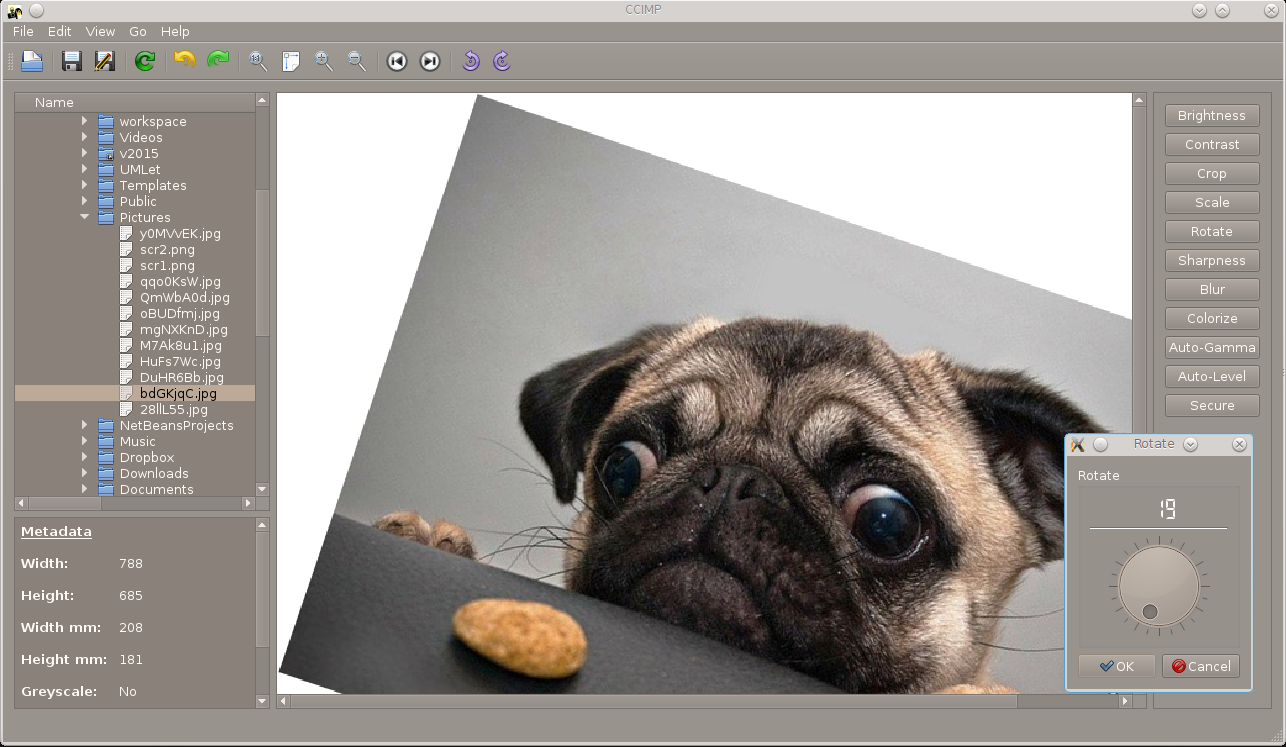 CCIMP
File Edit View Go Help
Name
workspace
Videos
v2015
UMLet
Templates
Public
Pictures
y0MVvEK.jpg
scr2.png
scr1.png
qqo0KsW.jpg
QmWbA0d.jpg
oBUDfmj.jpg
mgNXKnD.jpg
M7Ak8u1.jpg
HuFs7Wc.jpg
DuHR6Bb.jpg
bdGKjqC.jpg
28llL55.jpg
NetBeansProjects
Music
Dropbox
Downloads
Documents
Metadata
Width: 788
Height: 685
Width mm: 208
Height mm: 181
Greyscale: No
Brightness
Contrast
Crop
Scale
Rotate
Sharpness
Blur
Colorize
Auto-Gamma
Auto-Level
Secure
Rotate
Rotate
19
OK Cancel